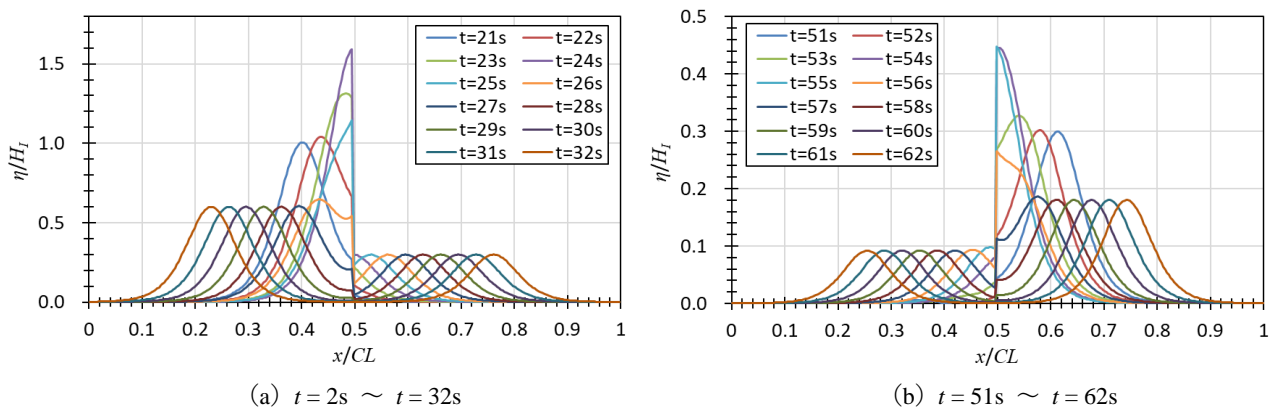 t=21s t=22s
t=23s t=24s
t=25s t=26s
t=27s t=28s
t=29s t=30s
t=31s t=32s
η/H_I
1.5
1.0
0.5
0.0
0 0.1 0.2 0.3 0.4 0.5 0.6 0.7 0.8 0.9 1
x/CL
(a) t = 2s ～ t = 32s
t=51s t=52s
t=53s t=54s
t=55s t=56s
t=57s t=58s
t=59s t=60s
t=61s t=62s
η/H_I
0.5
0.4
0.3
0.2
0.1
0.0
0 0.1 0.2 0.3 0.4 0.5 0.6 0.7 0.8 0.9 1
x/CL
(b) t = 51s ～ t = 62s